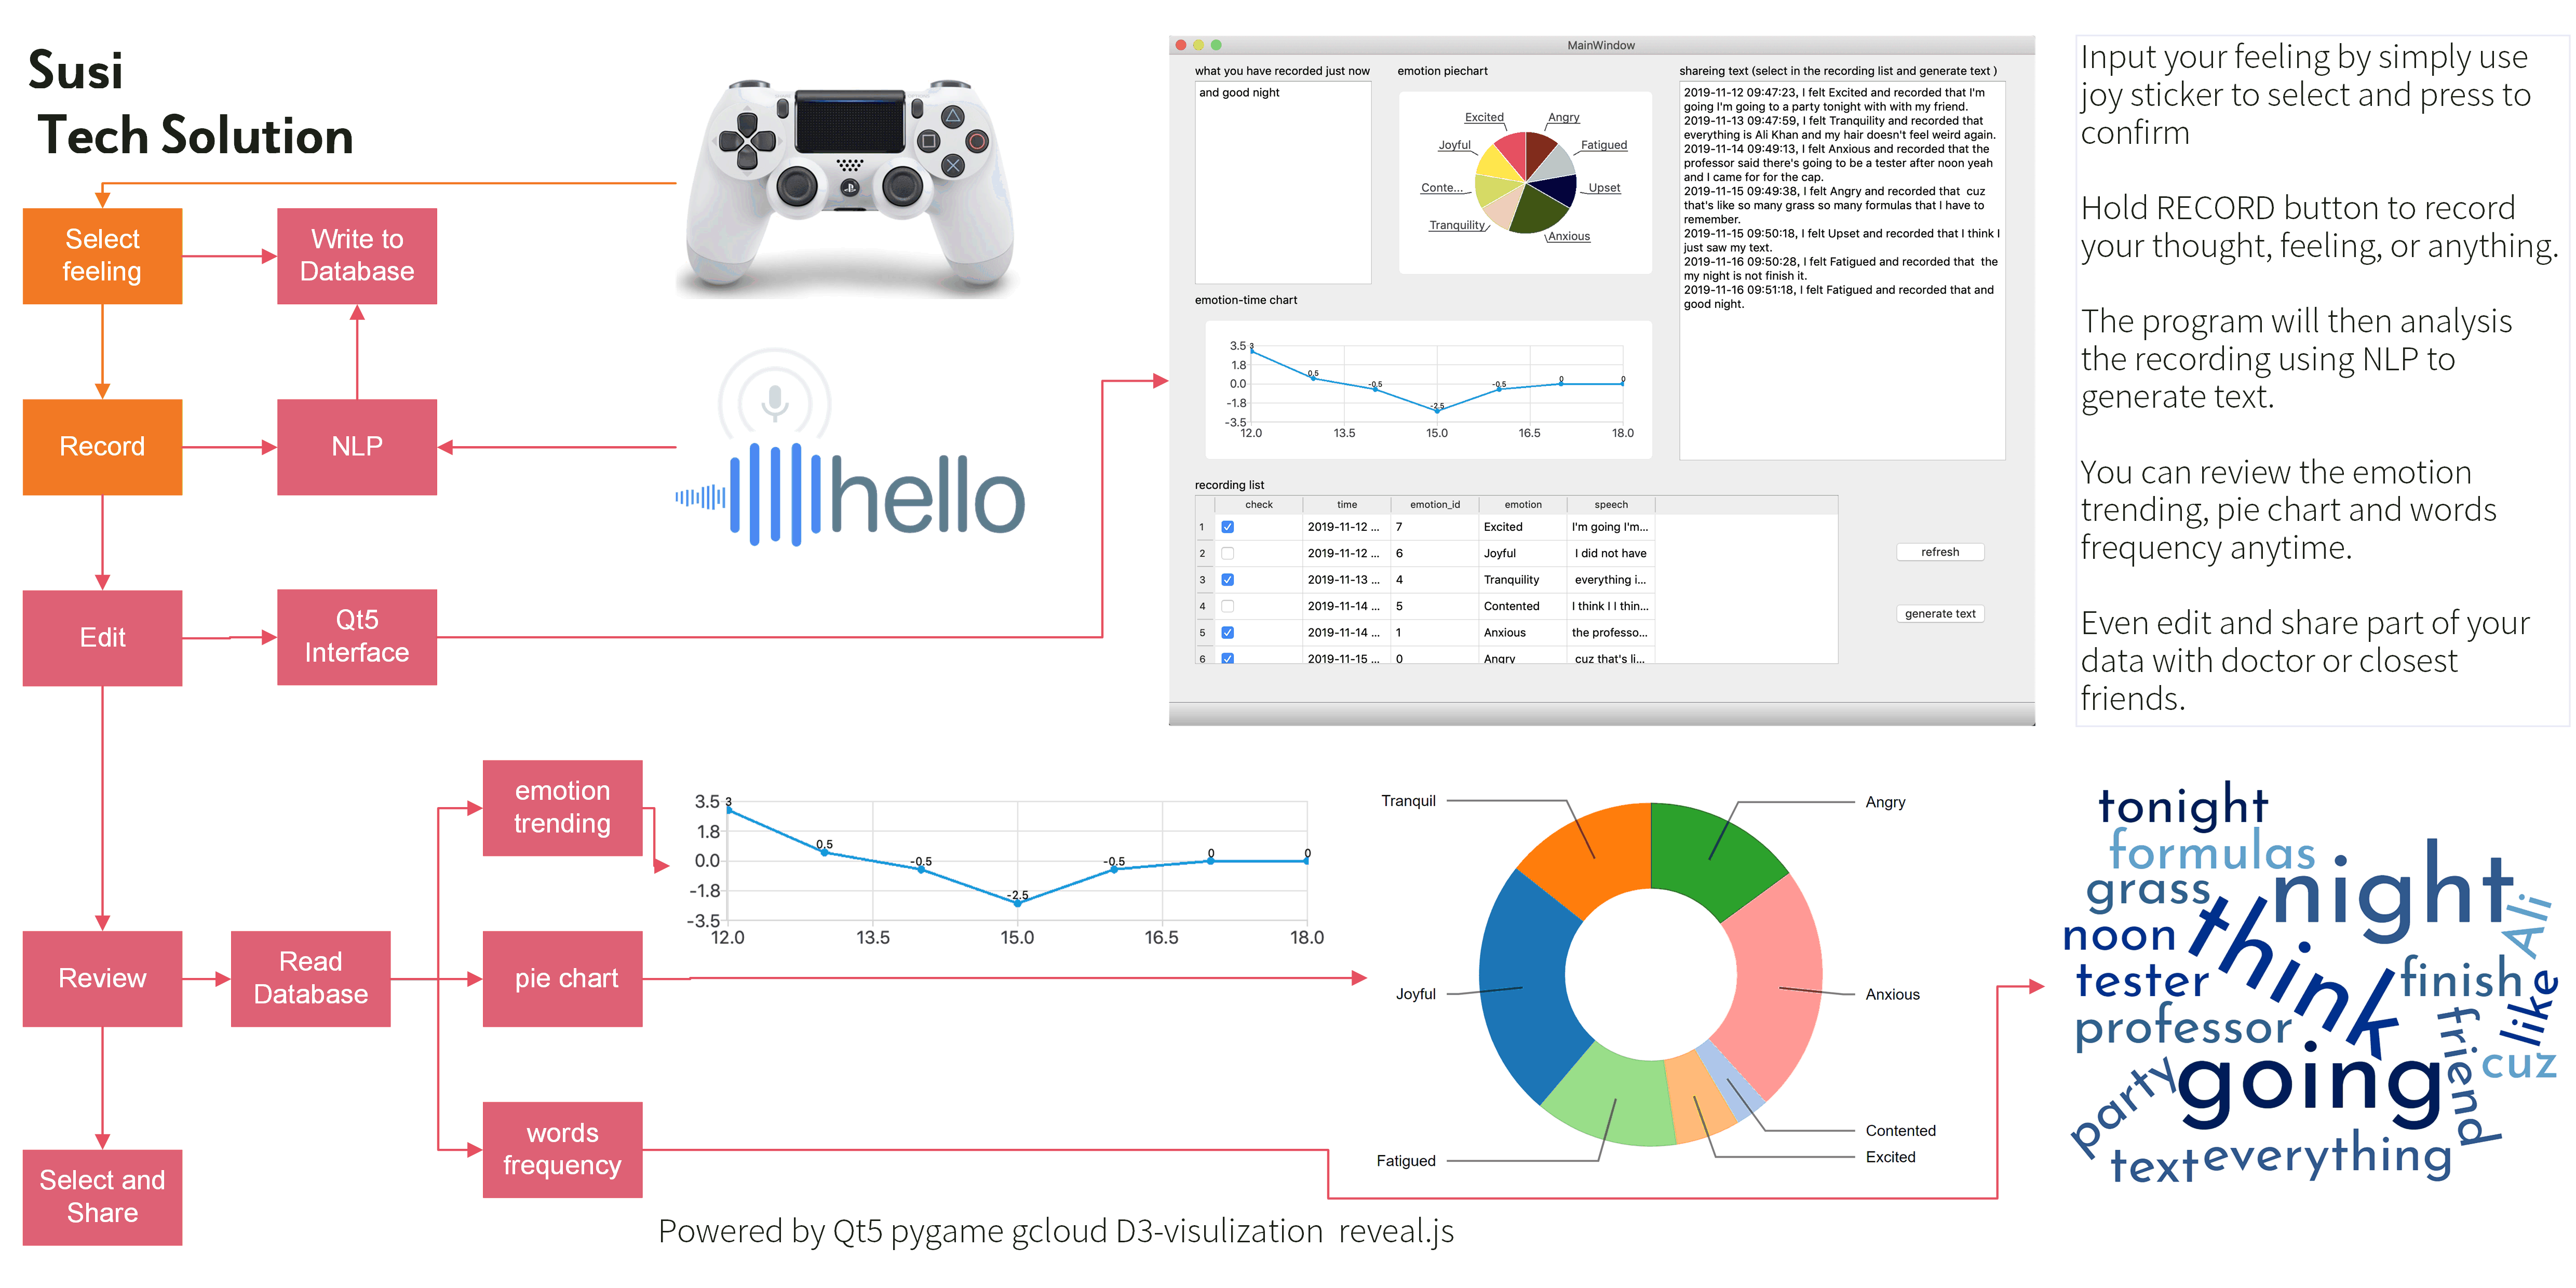 Susi
Tech Solution
Select
feeling
Write to
Database
Record
NLP
Edit
Qt5
Interface
Review
Read
Database
emotion
trending
pie chart
words
frequency
Select and
Share
hello
MainWindow
what you have recorded just now
and good night
emotion piechart
Excited
Angry
Joyful
Fatigued
Conte...
Upset
Tranquility
Anxious
shareing text (select in the recording list and generate text )
2019-11-12 09:47:23, I felt Excited and recorded that I'm
going I'm going to a party tonight with with my friend.
2019-11-13 09:47:59, I felt Tranquility and recorded that
everything is Ali Khan and my hair doesn't feel weird again.
2019-11-14 09:49:13, I felt Anxious and recorded that the
professor said there's going to be a tester after noon yeah
and I came for for the cap.
2019-11-15 09:49:38, I felt Angry and recorded that  cuz
that's like so many grass so many formulas that I have to
remember.
2019-11-15 09:50:18, I felt Upset and recorded that I think I
just saw my text.
2019-11-16 09:50:28, I felt Fatigued and recorded that  the
my night is not finish it.
2019-11-16 09:51:18, I felt Fatigued and recorded that and
good night.
emotion-time chart
3.5
1.8
0.0
-1.8
-3.5
3
0.5
-0.5
-2.5
-0.5
0
0
12.0
13.5
15.0
16.5
18.0
recording list
check time emotion_id emotion speech
1 2019-11-12 ... 7 Excited I'm going I'm...
2 2019-11-12 ... 6 Joyful I did not have
3 2019-11-13 ... 4 Tranquility everything i...
4 2019-11-14 ... 5 Contented I think I I thin...
5 2019-11-14 ... 1 Anxious the professo...
6 2019-11-15 ... 0 Angry cuz that's li...
refresh
generate text
Input your feeling by simply use
joy sticker to select and press to
confirm
Hold RECORD button to record
your thought, feeling, or anything.
The program will then analysis
the recording using NLP to
generate text.
You can review the emotion
trending, pie chart and words
frequency anytime.
Even edit and share part of your
data with doctor or closest
friends.
3.5
1.8
0.0
-1.8
-3.5
3
0.5
-0.5
-2.5
-0.5
0
0
12.0
13.5
15.0
16.5
18.0
Tranquil
Angry
Joyful
Anxious
Contented
Fatigued
Excited
tonight
formulas
grass
night
Ali
noon
think
tester
finish
like
professor
friend
cuz
party
going
text
everything
Powered by Qt5 pygame gcloud D3-visulization  reveal.js